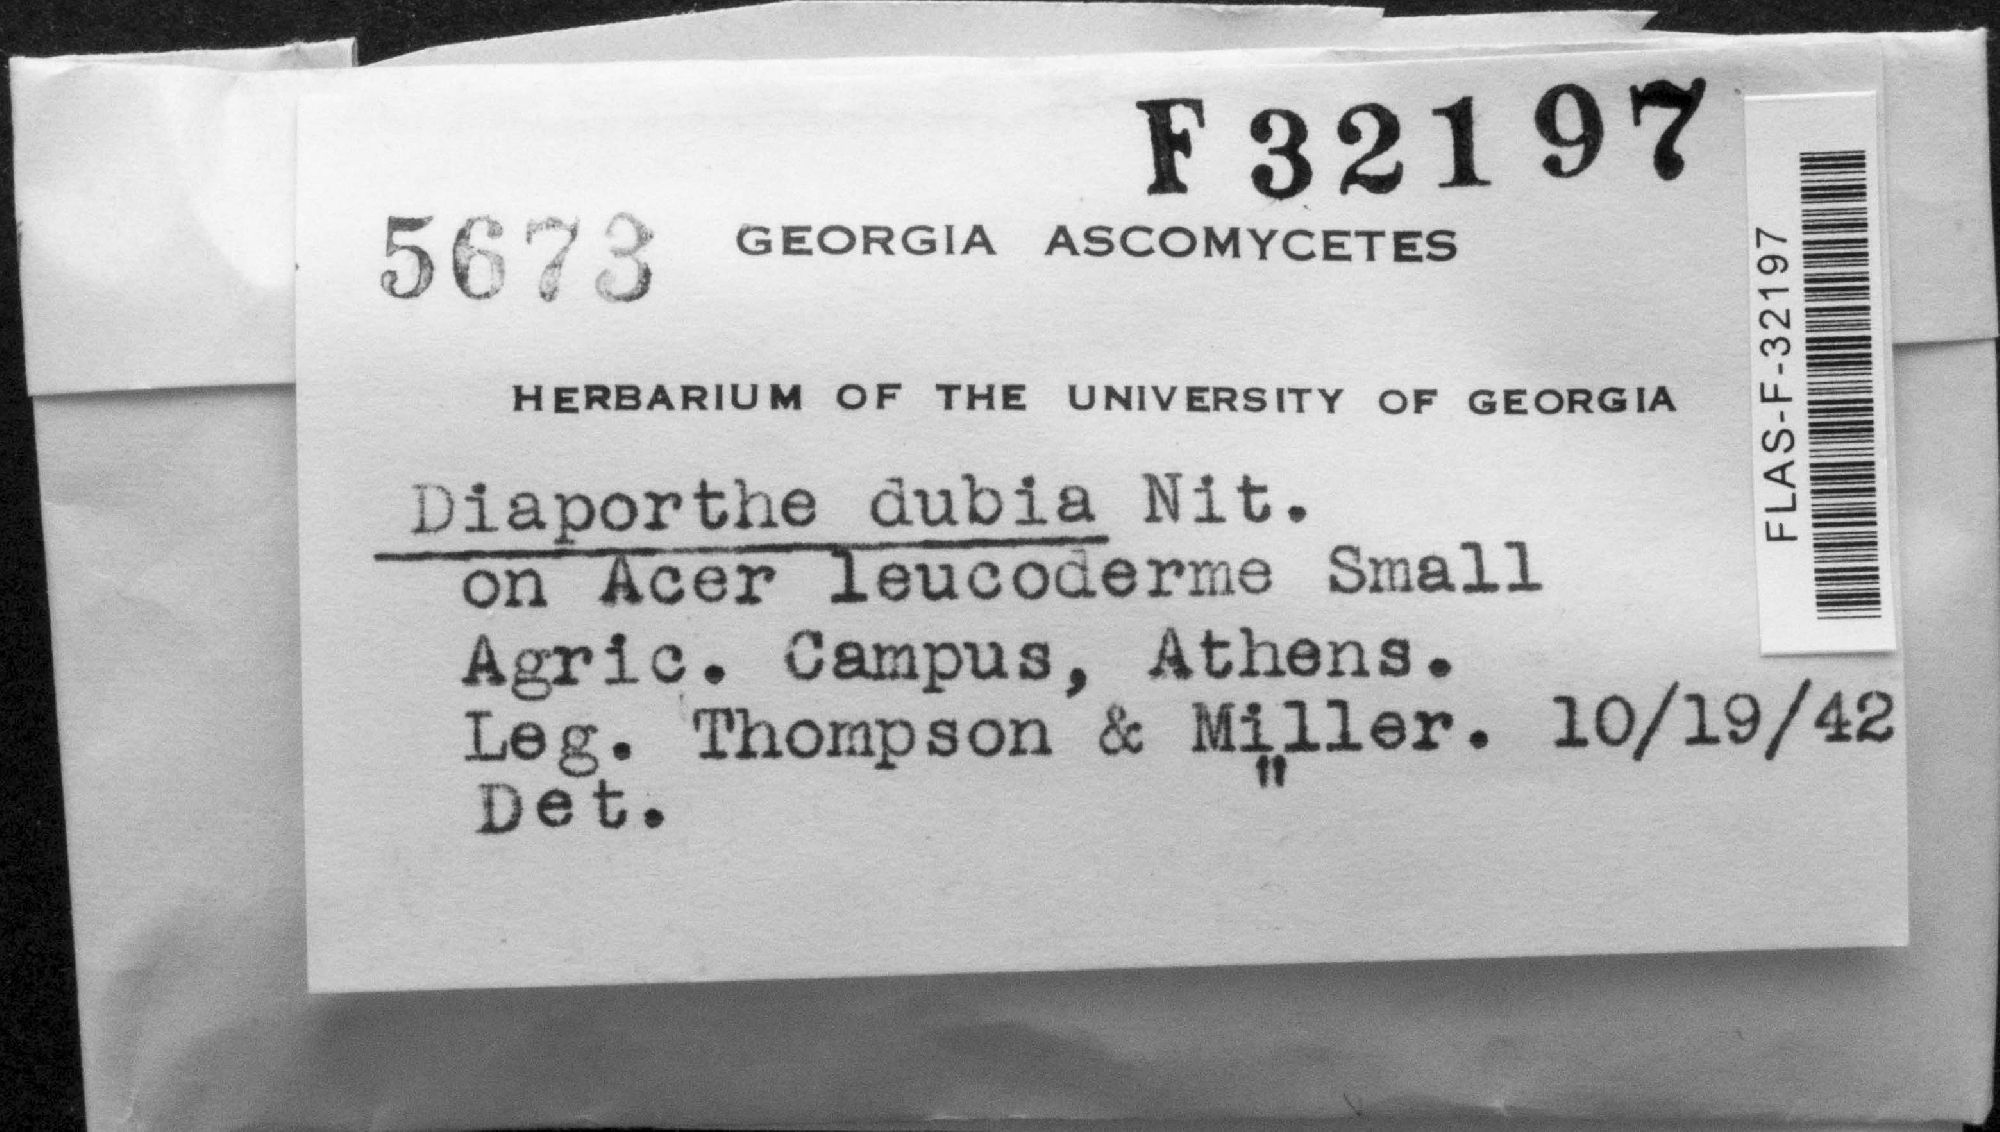 F32197
5673 GEORGIA ASCOMYCETES
HERBARIUM OF THE UNIVERSITY OF GEORGIA
Diaporthe dubia Nit.
on Acer leucoderme Small
Agric. Campus, Athens.
Leg. Thompson & Miller. 10/19/42
Det. "
FLAS-F-32197